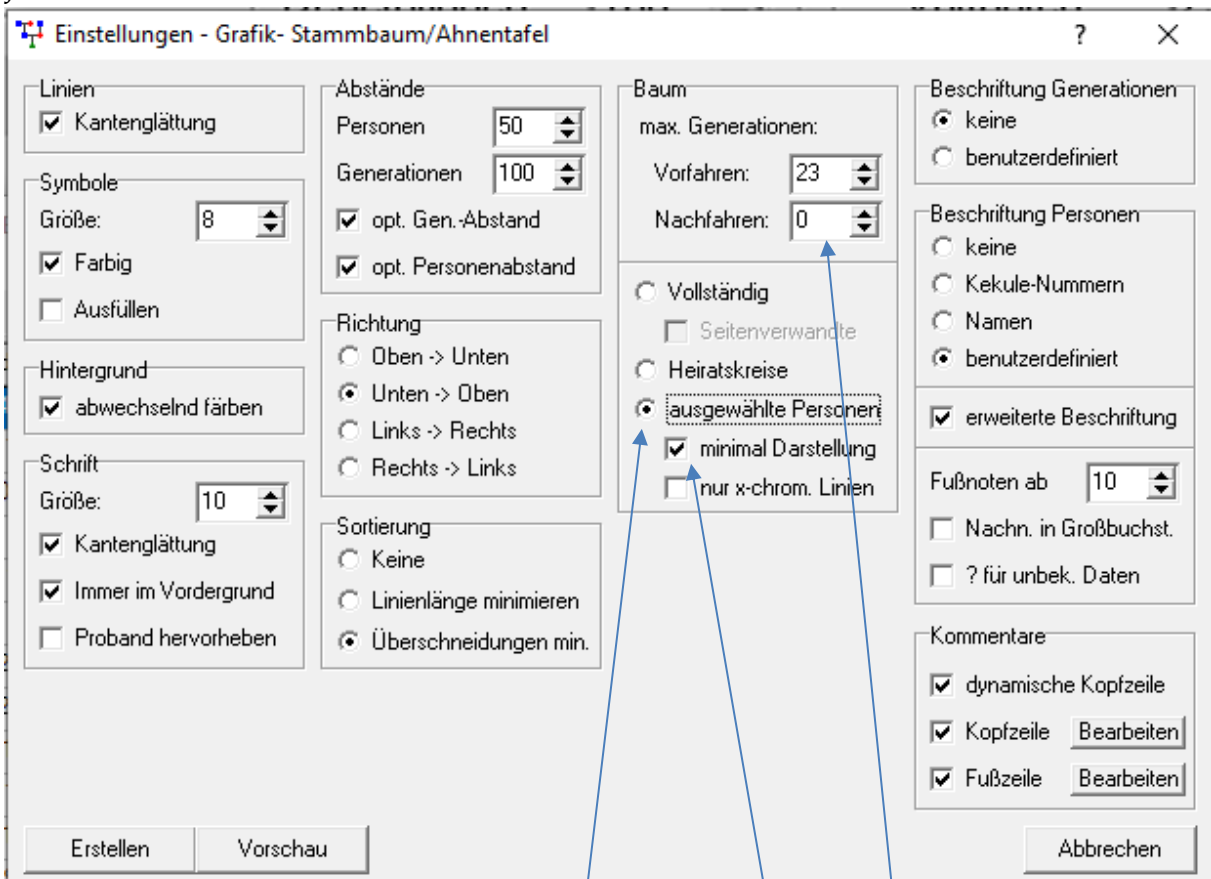 Einstellungen - Grafik- Stammbaum/Ahnentafel
?
Linien
Kantenglättung
Symbole
Größe: 8
Farbig
Ausfüllen
Hintergrund
abwechselnd färben
Schrift
Größe: 10
Kantenglättung
Immer im Vordergrund
Proband hervorheben
Abstände
Personen 50
Generationen 100
opt. Gen.-Abstand
opt. Personenabstand
Richtung
Oben -> Unten
Unten -> Oben
Links -> Rechts
Rechts -> Links
Sortierung
Keine
Linienlänge minimieren
Überschneidungen min.
Baum
max. Generationen:
Vorfahren: 23
Nachfahren: 0
Vollständig
Seitenverwandte
Heiratskreise
ausgewählte Personen
minimal Darstellung
nur x-chrom. Linien
Beschriftung Generationen
keine
benutzerdefiniert
Beschriftung Personen
keine
Kekule-Nummern
Namen
benutzerdefiniert
erweiterte Beschriftung
Fußnoten ab 10
Nachn. in Großbuchst.
? für unbek. Daten
Kommentare
dynamische Kopfzeile
Kopfzeile Bearbeiten
Fußzeile Bearbeiten
Erstellen Vorschau Abbrechen